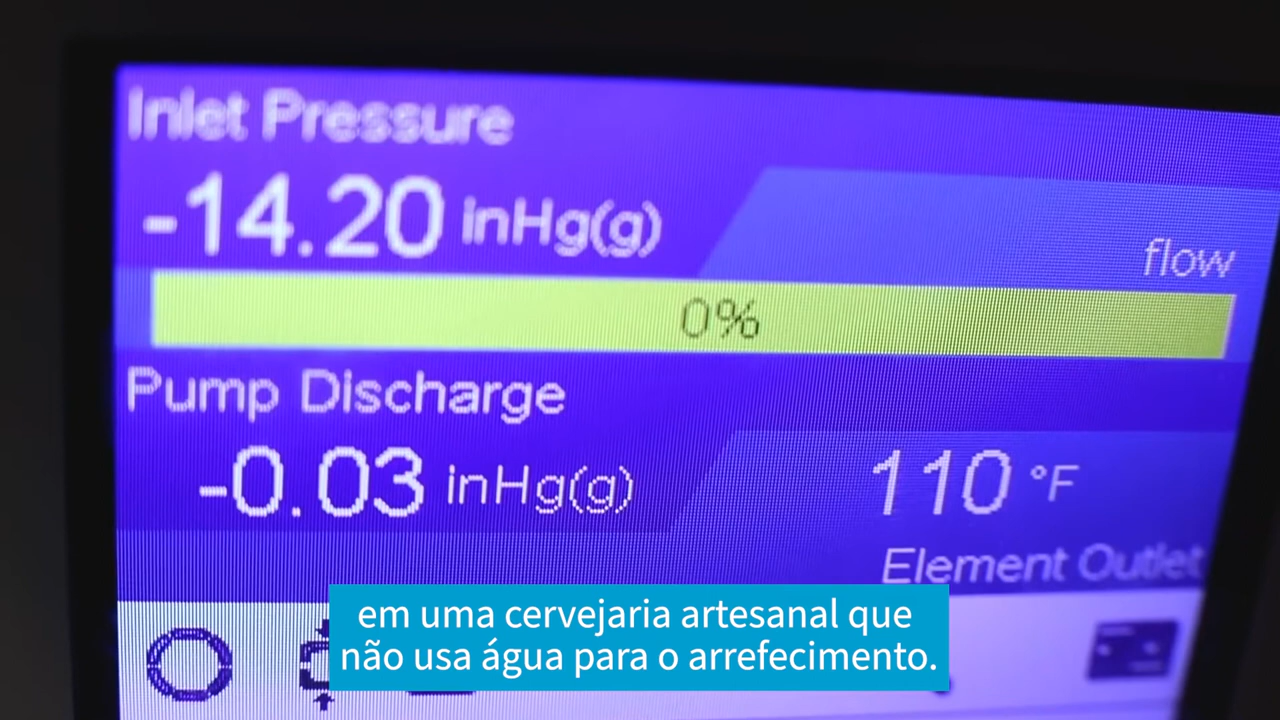 Inlet Pressure
-14.20 inHg(g)
flow
0%
Pump Discharge
-0.03 inHg(g)
110 °F
Element Outlet
em uma cervejaria artesanal que
não usa água para o arrefecimento.